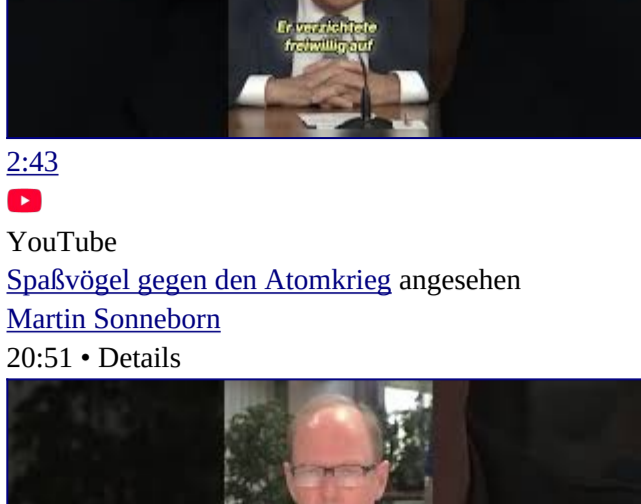 Er verzichtete
freiwillig auf
2:43
YouTube
Spaßvögel gegen den Atomkrieg angesehen
Martin Sonneborn
20:51 • Details